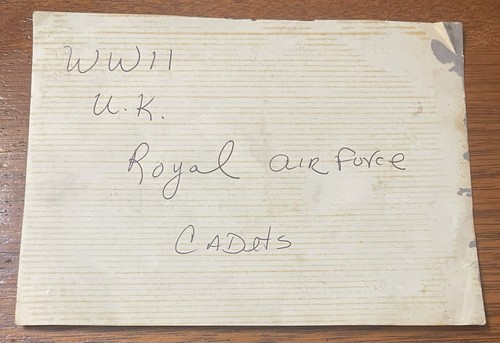 WWII
U.K.
Royal AIR Force
CADets